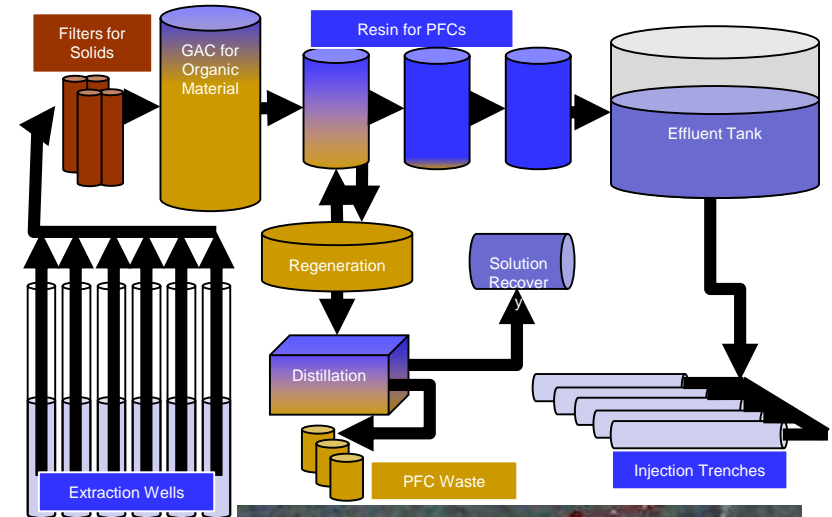 Filters for
Solids
GAC for
Organic
Material
Resin for PFCs
Effluent Tank
Regeneration
Solution
Recover
y
Distillation
PFC Waste
Injection Trenches
Extraction Wells